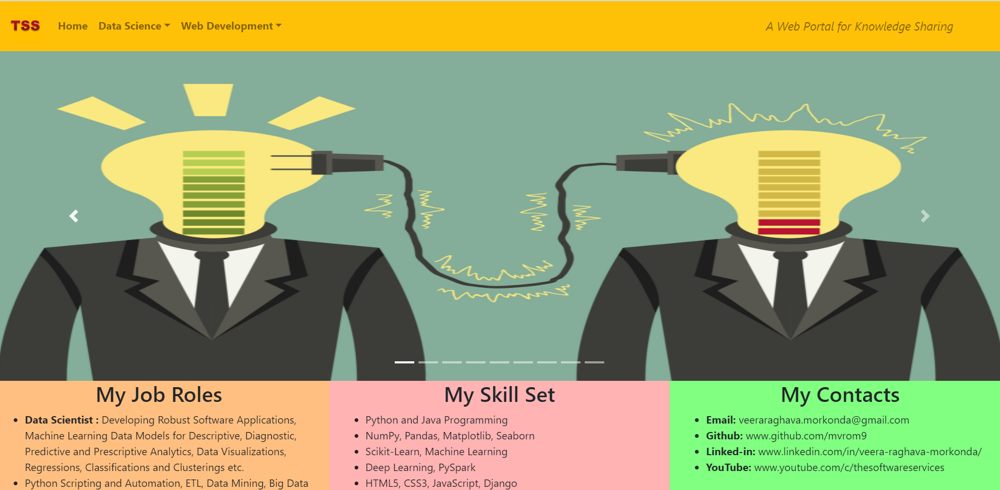 TSS
Home
Data Science
Web Development
A Web Portal for Knowledge Sharing
My Job Roles
Data Scientist : Developing Robust Software Applications,
Machine Learning Data Models for Descriptive, Diagnostic,
Predictive and Prescriptive Analytics, Data Visualizations,
Regressions, Classifications and Clusterings etc.
Python Scripting and Automation, ETL, Data Mining, Big Data
My Skill Set
Python and Java Programming
NumPy, Pandas, Matplotlib, Seaborn
Scikit-Learn, Machine Learning
Deep Learning, PySpark
HTML5, CSS3, JavaScript, Django
My Contacts
Email: veeraraghava.morkonda@gmail.com
Github: www.github.com/mvrom9
Linked-in: www.linkedin.com/in/veera-raghava-morkonda/
YouTube: www.youtube.com/c/thesoftwareservices